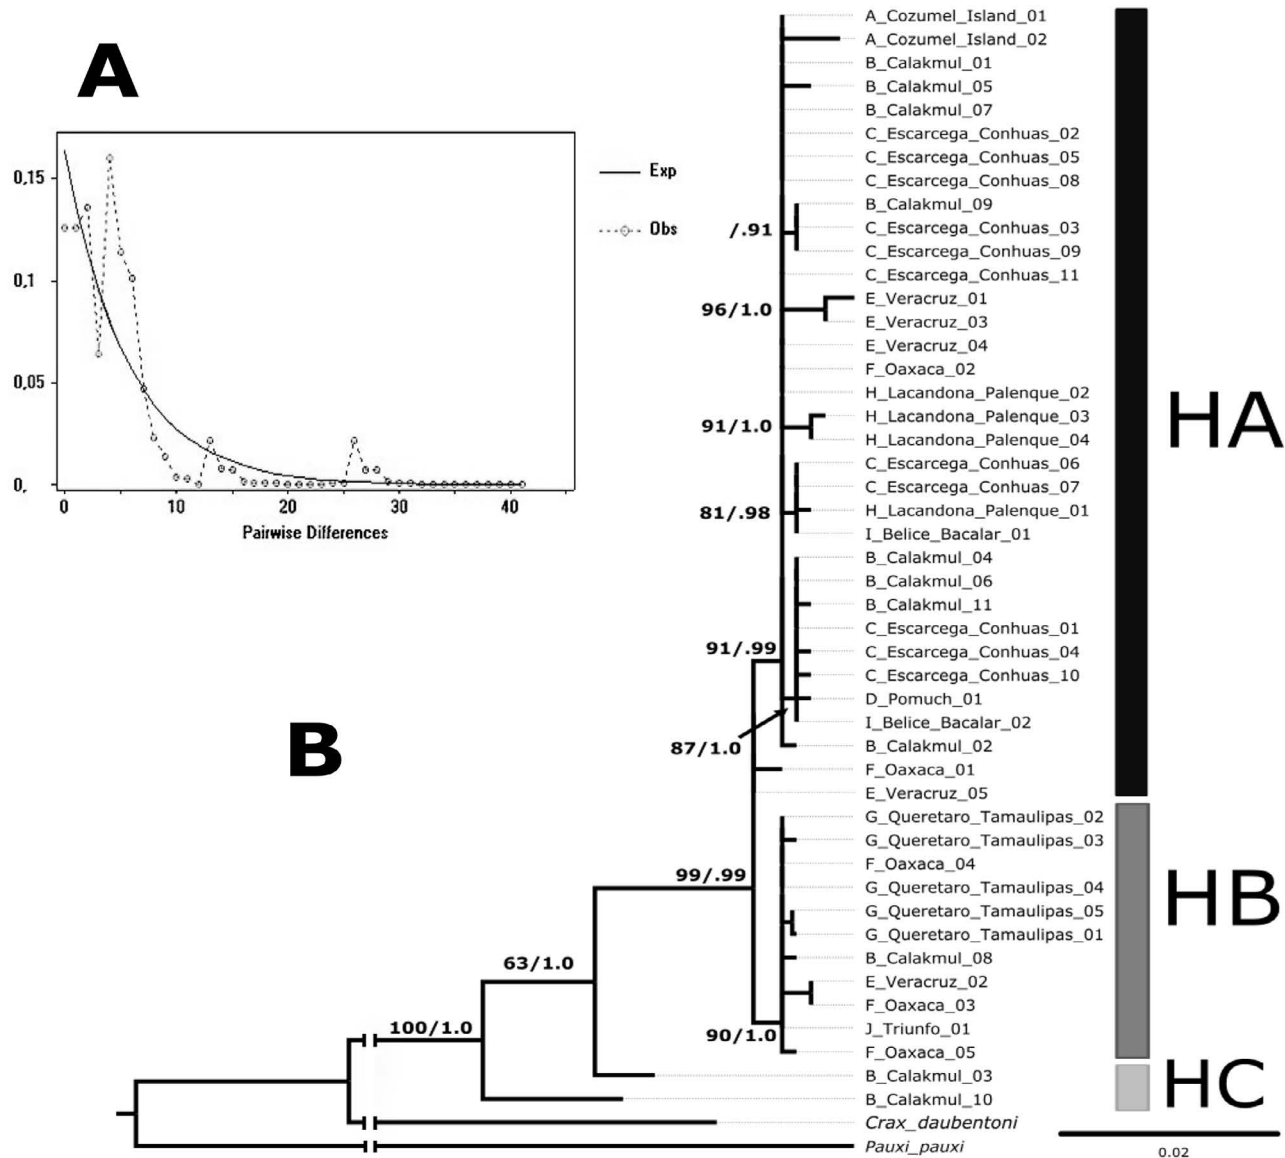 A
0,15
0,1
0,05
0,
0
10
20
30
40
Pairwise Differences
Exp
Obs
B
A_Cozumel_Island_01
A_Cozumel_Island_02
B_Calakmul_01
B_Calakmul_05
B_Calakmul_07
C_Escarcega_Conhuas_02
C_Escarcega_Conhuas_05
C_Escarcega_Conhuas_08
B_Calakmul_09
/.91
C_Escarcega_Conhuas_03
C_Escarcega_Conhuas_09
C_Escarcega_Conhuas_11
E_Veracruz_01
96/1.0
E_Veracruz_03
E_Veracruz_04
F_Oaxaca_02
H_Lacandona_Palenque_02
H_Lacandona_Palenque_03
91/1.0
H_Lacandona_Palenque_04
C_Escarcega_Conhuas_06
C_Escarcega_Conhuas_07
81/.98
H_Lacandona_Palenque_01
I_Belice_Bacalar_01
B_Calakmul_04
B_Calakmul_06
B_Calakmul_11
C_Escarcega_Conhuas_01
91/.99
C_Escarcega_Conhuas_04
C_Escarcega_Conhuas_10
D_Pomuch_01
I_Belice_Bacalar_02
87/1.0
B_Calakmul_02
F_Oaxaca_01
E_Veracruz_05
HA
G_Queretaro_Tamaulipas_02
G_Queretaro_Tamaulipas_03
F_Oaxaca_04
99/.99
G_Queretaro_Tamaulipas_04
G_Queretaro_Tamaulipas_05
G_Queretaro_Tamaulipas_01
B_Calakmul_08
63/1.0
E_Veracruz_02
F_Oaxaca_03
100/1.0
J_Triunfo_01
90/1.0
F_Oaxaca_05
HB
B_Calakmul_03
B_Calakmul_10
HC
Crax_daubentoni
Pauxi_pauxi
0.02